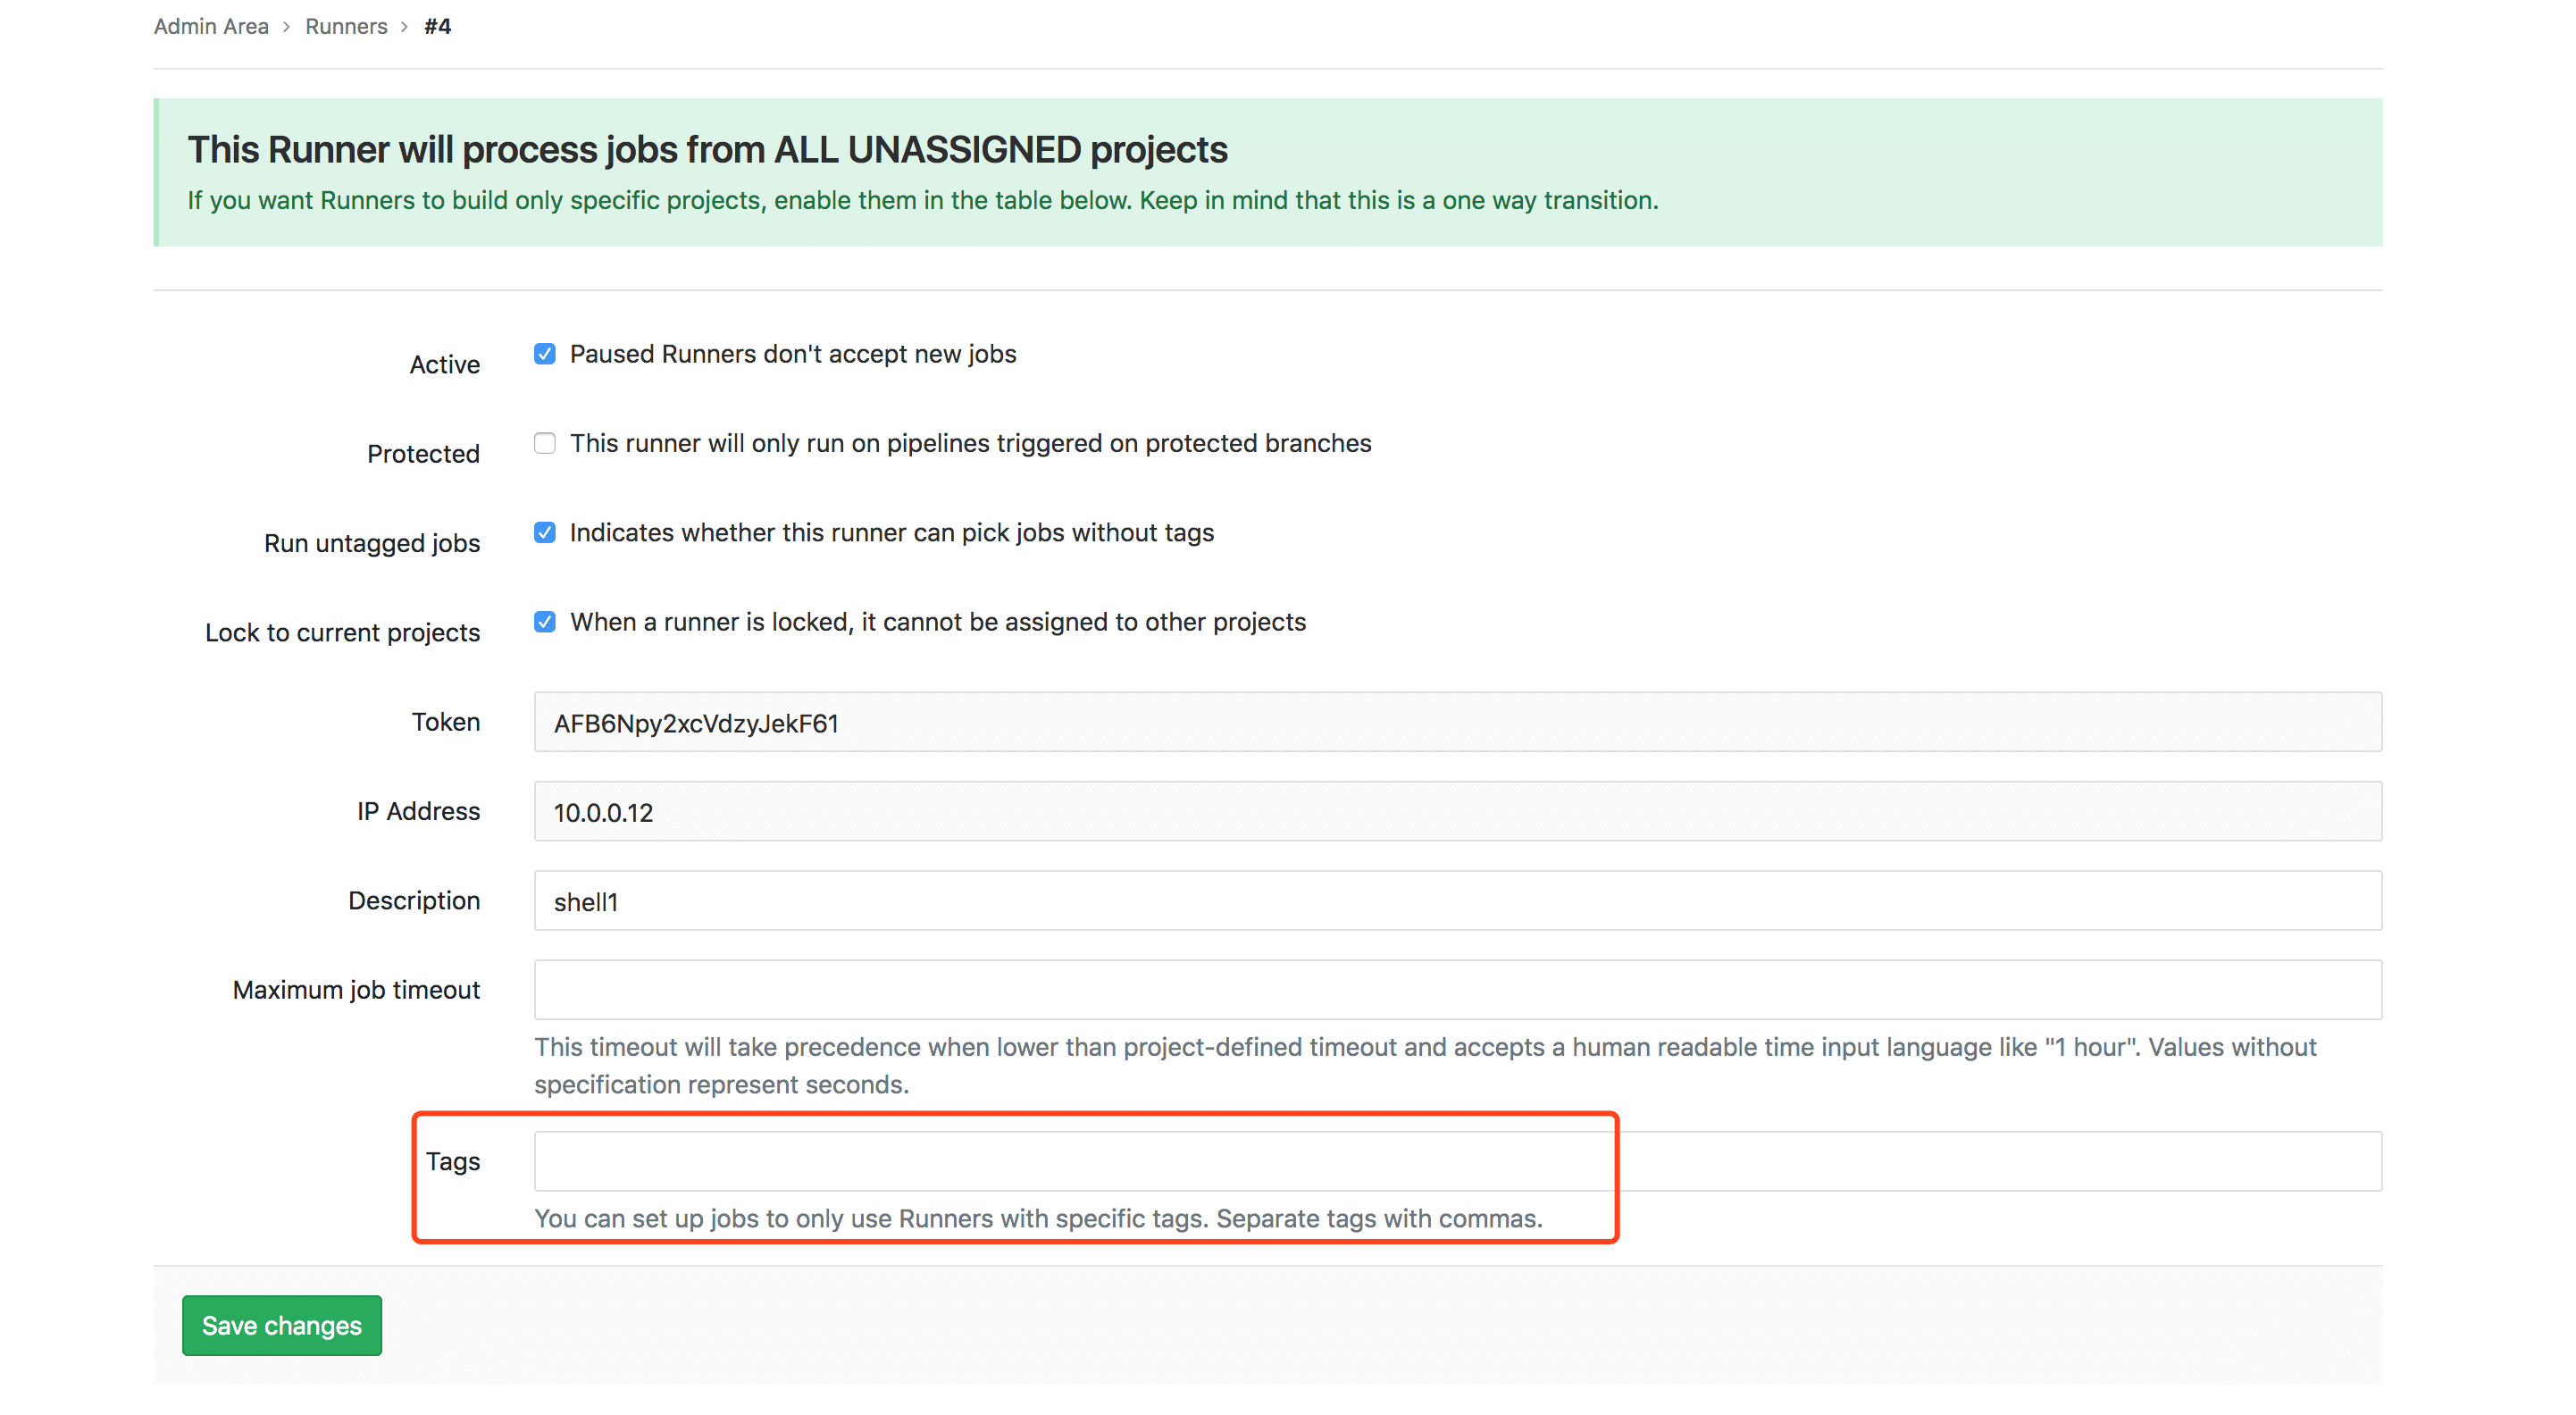 Admin Area > Runners > #4
This Runner will process jobs from ALL UNASSIGNED projects
If you want Runners to build only specific projects, enable them in the table below. Keep in mind that this is a one way transition.
Active
Paused Runners don't accept new jobs
Protected
This runner will only run on pipelines triggered on protected branches
Run untagged jobs
Indicates whether this runner can pick jobs without tags
Lock to current projects
When a runner is locked, it cannot be assigned to other projects
Token
AFB6Npy2xcVdzyJekF61
IP Address
10.0.0.12
Description
shell1
Maximum job timeout
This timeout will take precedence when lower than project-defined timeout and accepts a human readable time input language like "1 hour". Values without
specification represent seconds.
Tags
You can set up jobs to only use Runners with specific tags. Separate tags with commas.
Save changes